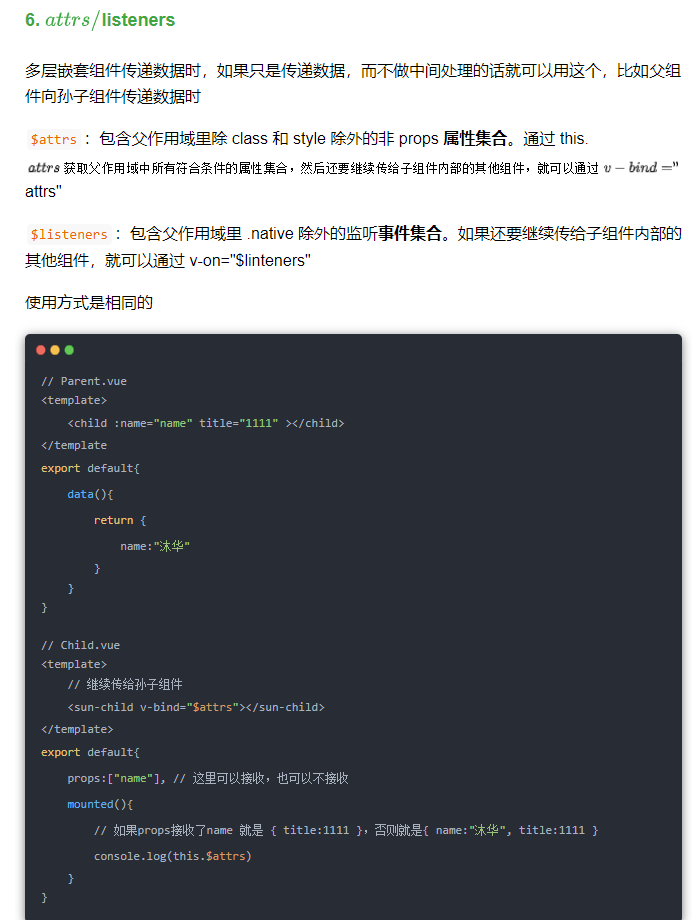 6. attrs/listeners
多层嵌套组件传递数据时，如果只是传递数据，而不做中间处理的话就可以用这个，比如父组
件向孙子组件传递数据时
$attrs ：包含父作用域里除 class 和 style 除外的非 props 属性集合。通过 this.
attrs 获取父作用域中所有符合条件的属性集合，然后还要继续传给子组件内部的其他组件，就可以通过 v − bind ="
attrs"
$listeners ：包含父作用域里 .native 除外的监听事件集合。如果还要继续传给子组件内部的
其他组件，就可以通过 v-on="$linteners"
使用方式是相同的
// Parent.vue
<template>
    <child :name="name" title="1111" ></child>
</template
export default{
    data(){
        return {
            name:"沐华"
        }
    }
}
// Child.vue
<template>
    // 继续传给孙子组件
    <sun-child v-bind="$attrs"></sun-child>
</template>
export default{
    props:["name"], // 这里可以接收，也可以不接收
    mounted(){
        // 如果props接收了name 就是 { title:1111 }，否则就是{ name:"沐华", title:1111 }
        console.log(this.$attrs)
    }
}